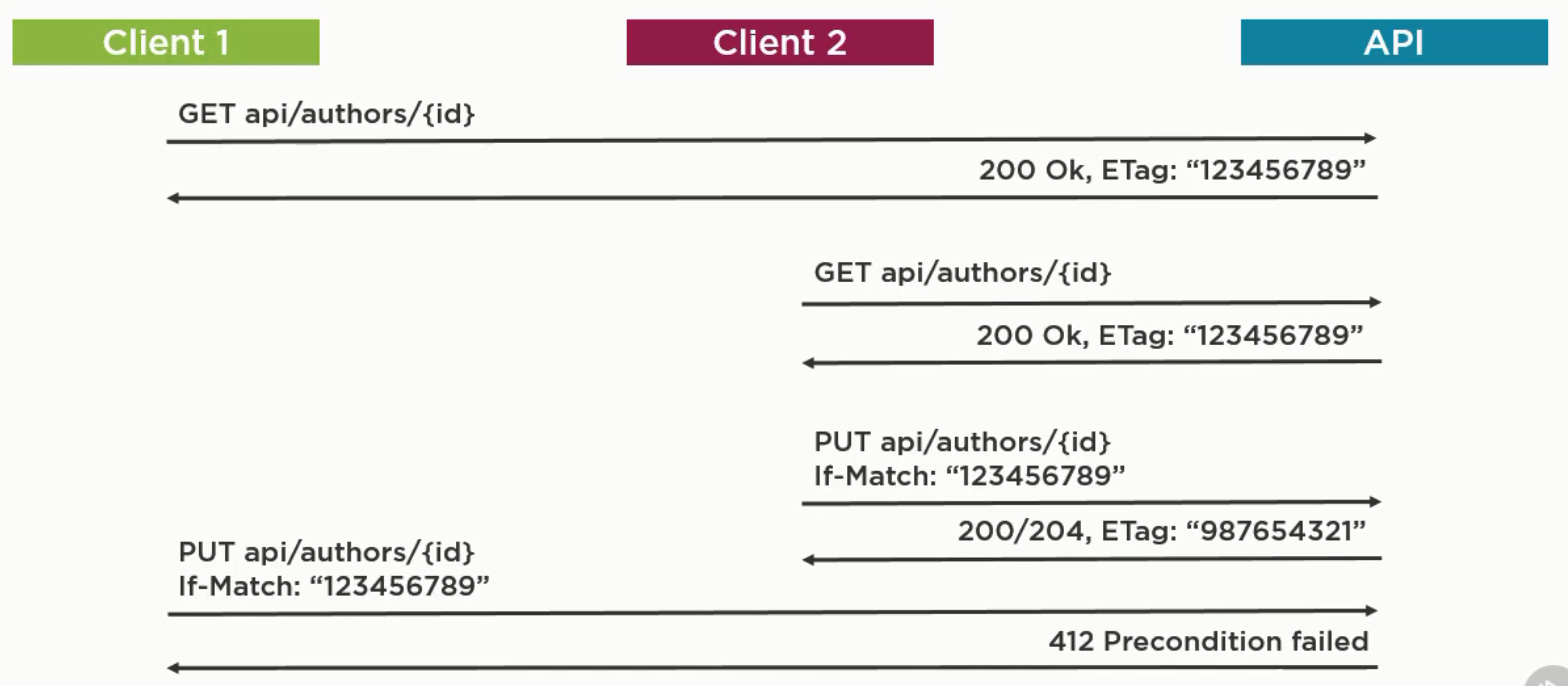 Client 1
Client 2
API
GET api/authors/{id}
200 Ok, ETag: “123456789”
GET api/authors/{id}
200 Ok, ETag: “123456789”
PUT api/authors/{id}
If-Match: “123456789”
200/204, ETag: “987654321”
PUT api/authors/{id}
If-Match: “123456789”
412 Precondition failed